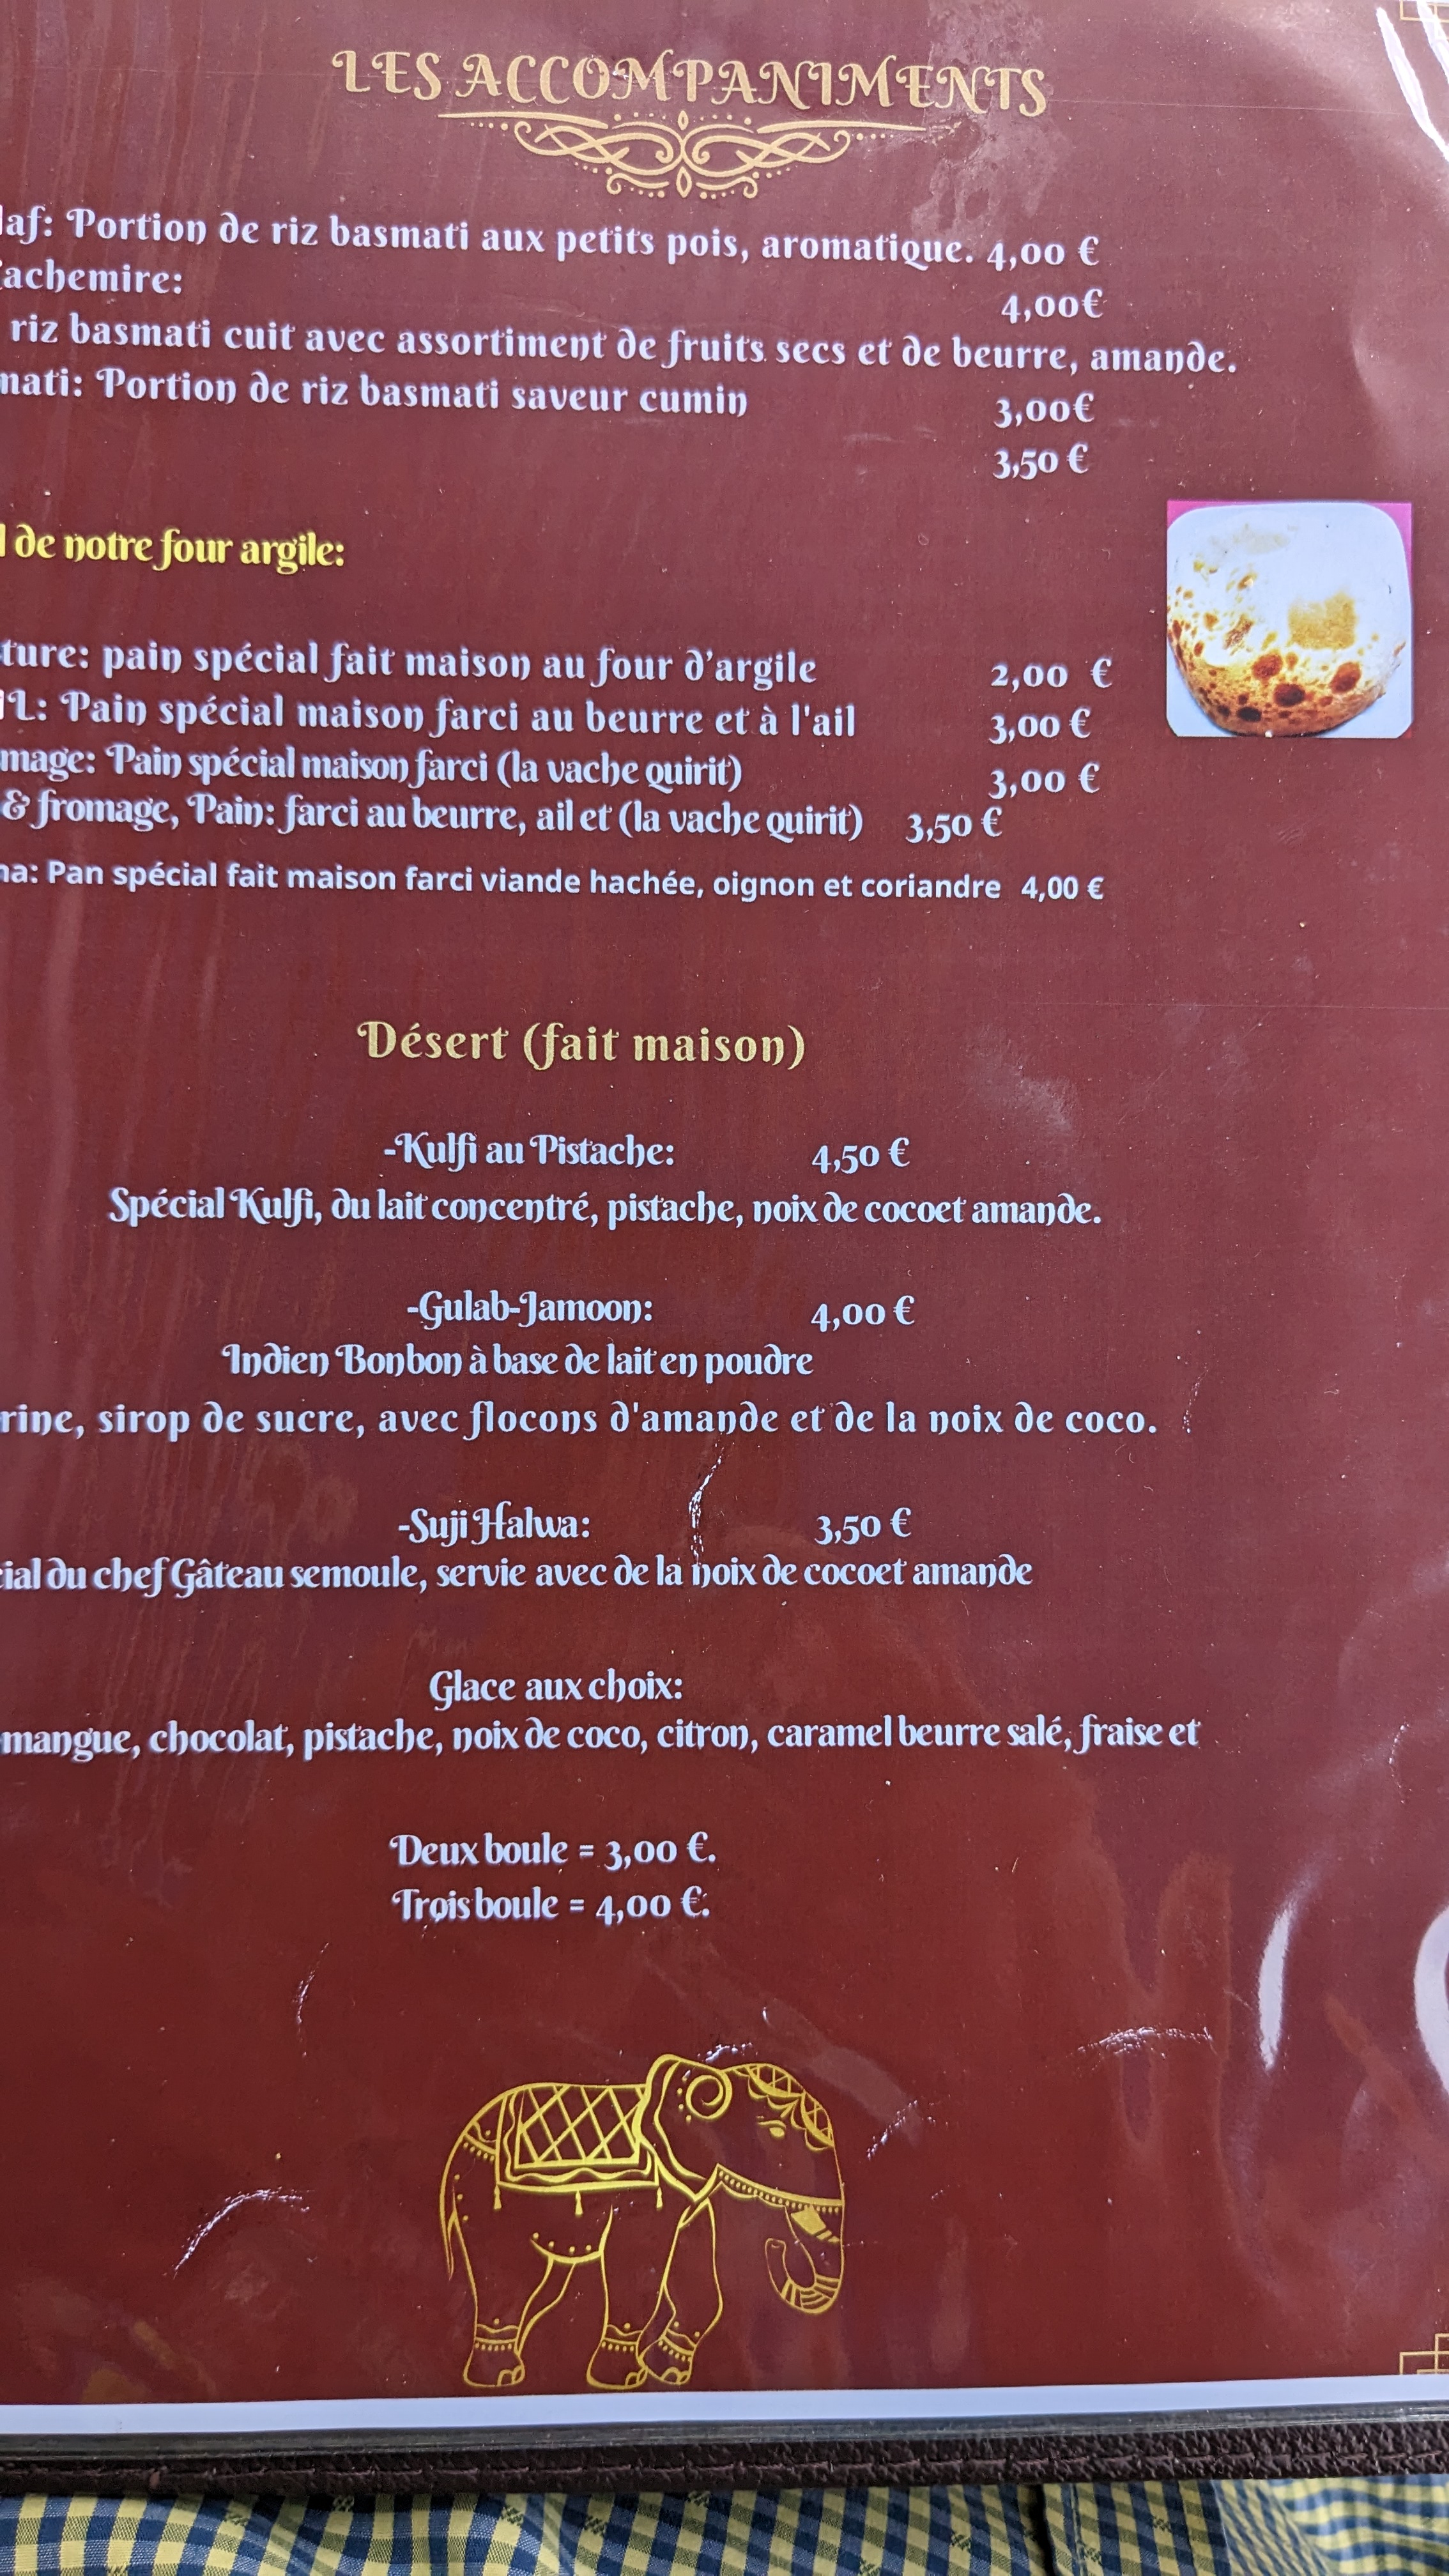 LES ACCOMPANIMENTS
laf: Portion de riz basmati aux petits pois, aromatique. 4,00 €
achemire: 4,00€
riz basmati cuit avec assortiment de fruits secs et de beurre, amande.
mati: Portion de riz basmati saveur cumin 3,00€
3,50 €
de notre four argile:
ture: pain spécial fait maison au four d'argile 2,00 €
IL: Pain spécial maison farci au beurre et à l'ail 3,00 €
mage: Pain spécial maison farci (la vache quirit) 3,00 €
& fromage, Pain: farci au beurre, ail et (la vache quirit) 3,50 €
na: Pan spécial fait maison farci viande hachée, oignon et coriandre 4,00 €
Désert (fait maison)
-Kulfi au Pistache: 4,50 €
Spécial Kulfi, du lait concentré, pistache, noix de cocoet amande.
-Gulab-Jamoon: 4,00 €
Indien Bonbon à base de lait en poudre
rine, sirop de sucre, avec flocons d'amande et de la noix de coco.
-Suji Halwa: 3,50 €
cial du chef Gâteau semoule, servie avec de la noix de cocoet amande
Glace aux choix:
mangue, chocolat, pistache, noix de coco, citron, caramel beurre salé, fraise et
Deux boule = 3,00 €.
Trois boule = 4,00 €.